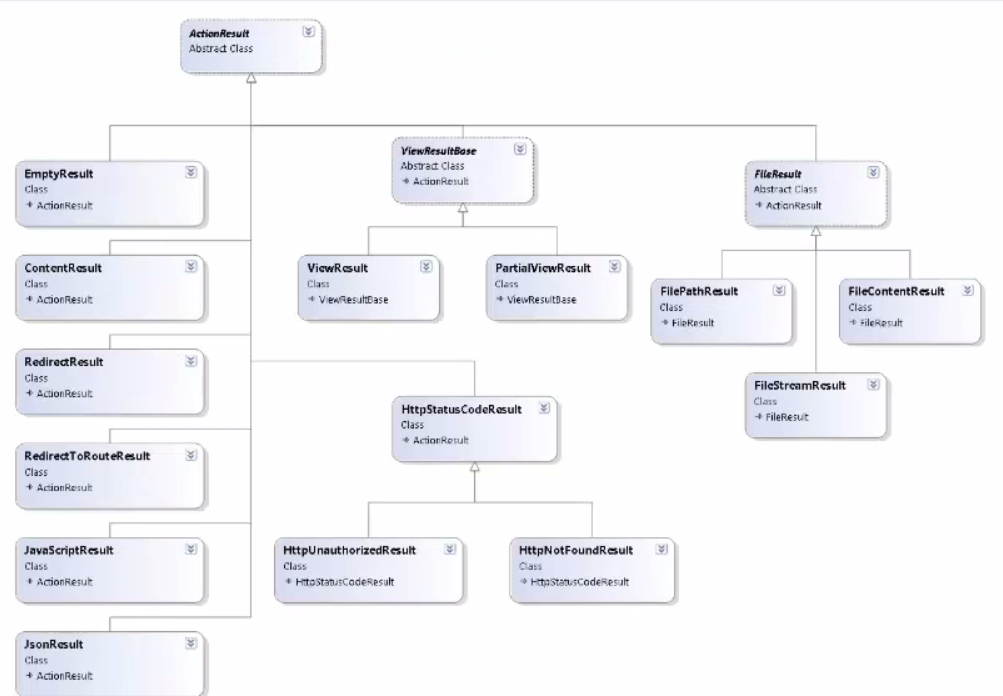 ActionResult
Abstract Class
EmptyResult
Class
ActionResult
ViewResultBase
Abstract Class
ActionResult
FileResult
Abstract Class
ActionResult
ContentResult
Class
ActionResult
ViewResult
Class
ViewResultBase
PartialViewResult
Class
ViewResultBase
FilePathResult
Class
FileResult
FileContentResult
Class
FileResult
RedirectResult
Class
ActionResult
FileStreamResult
Class
FileResult
HttpStatusCodeResult
Class
ActionResult
RedirectToRouteResult
Class
ActionResult
JavaScriptResult
Class
ActionResult
HttpUnauthorizedResult
Class
HttpStatusCodeResult
HttpNotFoundResult
Class
HttpStatusCodeResult
JsonResult
Class
ActionResult